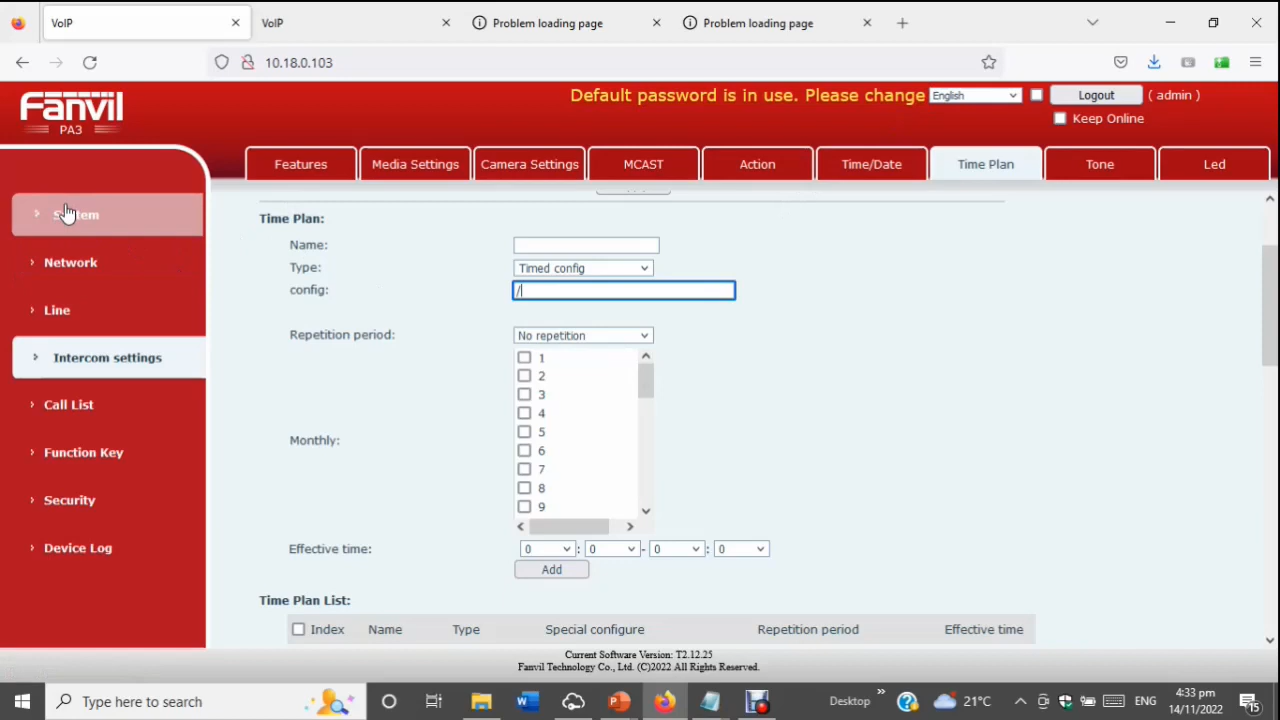 VoIP
VoIP
Problem loading page
Problem loading page
10.18.0.103
Fanvil
PA3
Default password is in use. Please change
English
Logout
( admin )
Keep Online
Features
Media Settings
Camera Settings
MCAST
Action
Time/Date
Time Plan
Tone
Led
System
Network
Line
Intercom settings
Call List
Function Key
Security
Device Log
Time Plan:
Name:
Type:
Timed config
config:
/
Repetition period:
No repetition
1
2
3
4
5
6
7
8
9
Monthly:
Effective time:
0 : 0 - 0 : 0
Add
Time Plan List:
Index Name Type Special configure Repetition period Effective time
Current Software Version: T2.12.25
Fanvil Technology Co., Ltd. (C)2022 All Rights Reserved.
Type here to search
Desktop
21°C
ENG
4:33 pm
14/11/2022
15